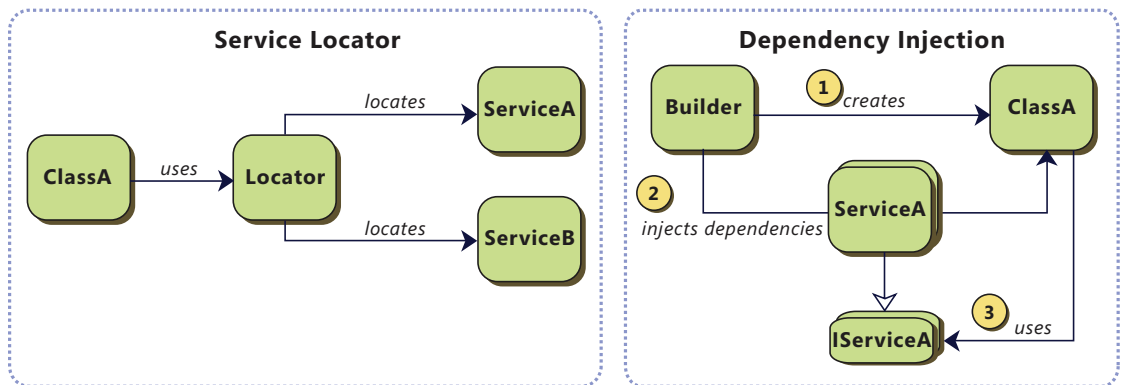 Service Locator
ClassA
uses
Locator
locates
ServiceA
locates
ServiceB
Dependency Injection
Builder
1
creates
ClassA
2
injects dependencies
ServiceA
IServiceA
3
uses